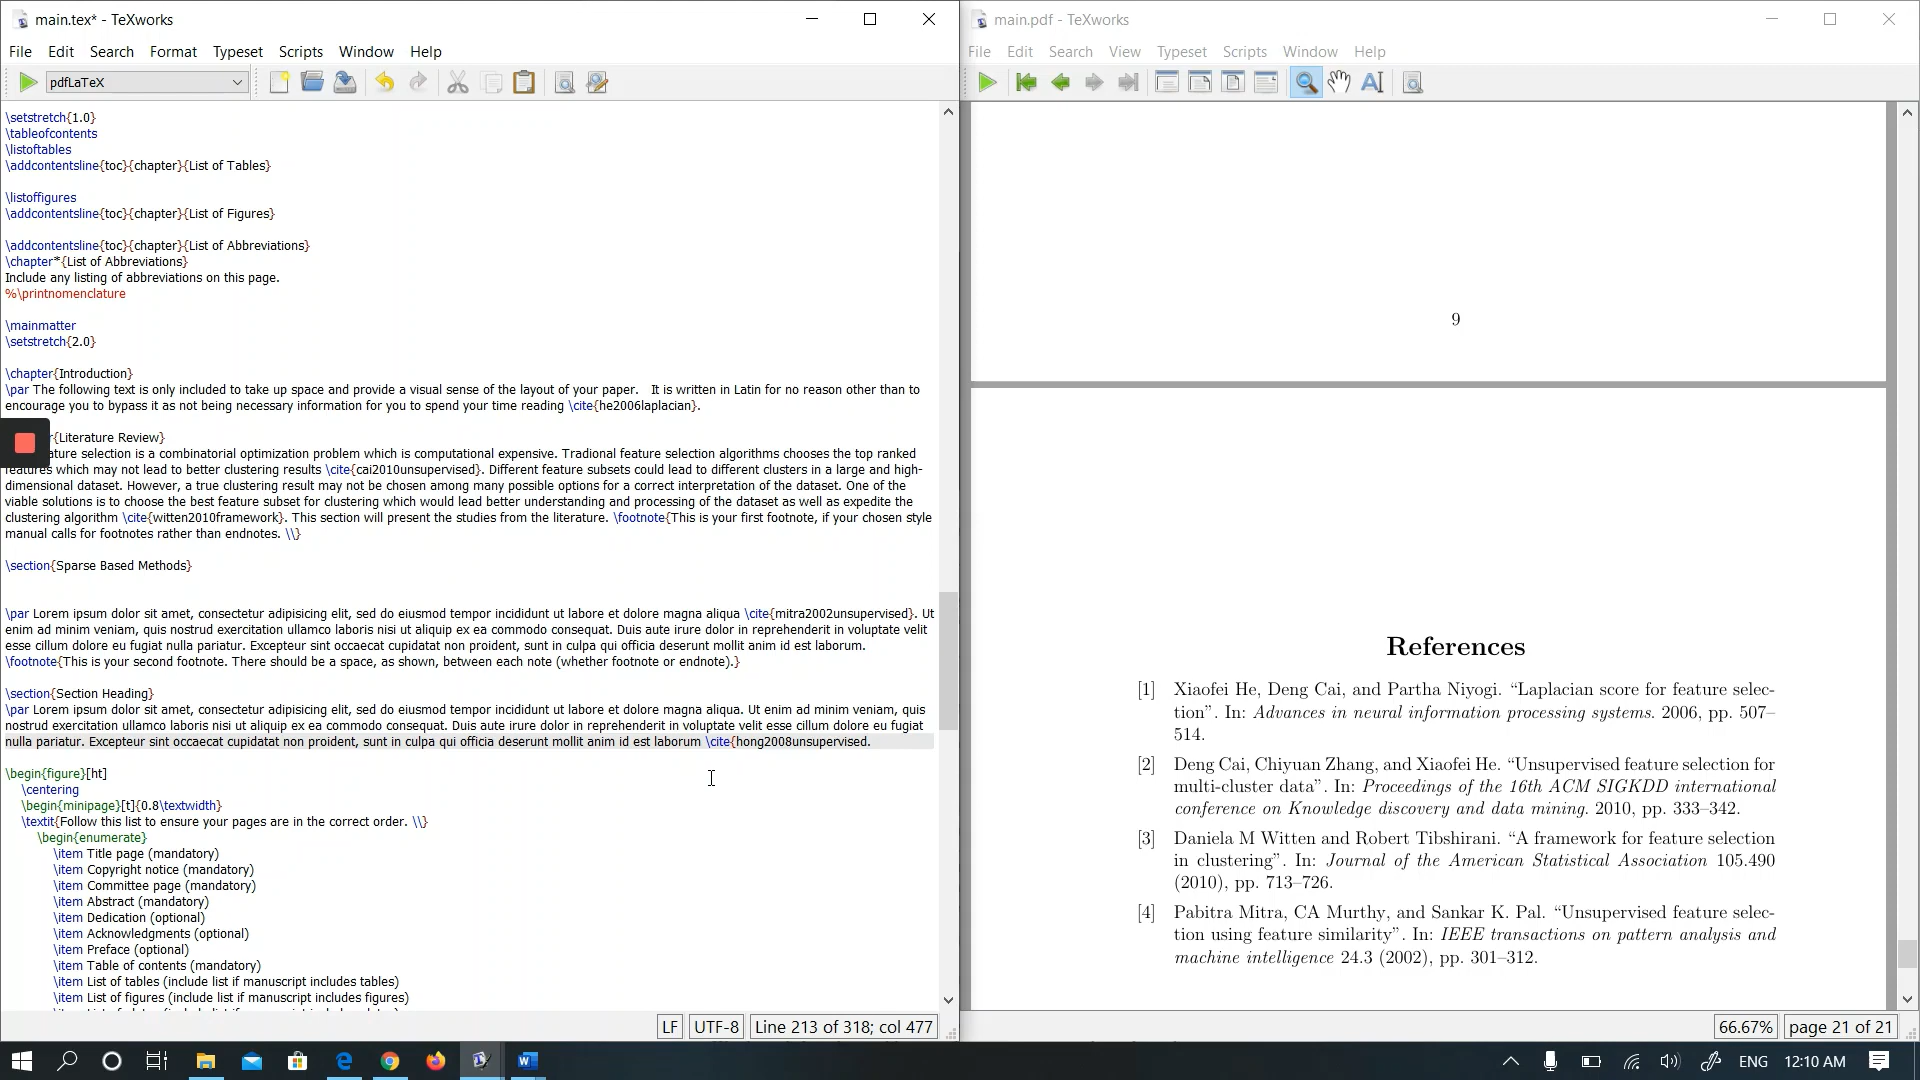 main.tex* - TeXworks
File Edit Search Format Typeset Scripts Window Help
pdfLaTeX
\setstretch{1.0}
\tableofcontents
\listoftables
\addcontentsline{toc}{chapter}{List of Tables}
\listoffigures
\addcontentsline{toc}{chapter}{List of Figures}
\addcontentsline{toc}{chapter}{List of Abbreviations}
\chapter*{List of Abbreviations}
Include any listing of abbreviations on this page.
%\printnomenclature
\mainmatter
\setstretch{2.0}
\chapter{Introduction}
\par The following text is only included to take up space and provide a visual sense of the layout of your paper. It is written in Latin for no reason other than to
encourage you to bypass it as not being necessary information for you to spend your time reading \cite{he2006laplacian}.
r{Literature Review}
ature selection is a combinatorial optimization problem which is computational expensive. Tradional feature selection algorithms chooses the top ranked
features which may not lead to better clustering results \cite{cai2010unsupervised}. Different feature subsets could lead to different clusters in a large and high-
dimensional dataset. However, a true clustering result may not be chosen among many possible options for a correct interpretation of the dataset. One of the
viable solutions is to choose the best feature subset for clustering which would lead better understanding and processing of the dataset as well as expedite the
clustering algorithm \cite{witten2010framework}. This section will present the studies from the literature. \footnote{This is your first footnote, if your chosen style
manual calls for footnotes rather than endnotes. \\}
\section{Sparse Based Methods}
\par Lorem ipsum dolor sit amet, consectetur adipisicing elit, sed do eiusmod tempor incididunt ut labore et dolore magna aliqua \cite{mitra2002unsupervised}. Ut
enim ad minim veniam, quis nostrud exercitation ullamco laboris nisi ut aliquip ex ea commodo consequat. Duis aute irure dolor in reprehenderit in voluptate velit
esse cillum dolore eu fugiat nulla pariatur. Excepteur sint occaecat cupidatat non proident, sunt in culpa qui officia deserunt mollit anim id est laborum.
\footnote{This is your second footnote. There should be a space, as shown, between each note (whether footnote or endnote).}
\section{Section Heading}
\par Lorem ipsum dolor sit amet, consectetur adipisicing elit, sed do eiusmod tempor incididunt ut labore et dolore magna aliqua. Ut enim ad minim veniam, quis
nostrud exercitation ullamco laboris nisi ut aliquip ex ea commodo consequat. Duis aute irure dolor in reprehenderit in voluptate velit esse cillum dolore eu fugiat
nulla pariatur. Excepteur sint occaecat cupidatat non proident, sunt in culpa qui officia deserunt mollit anim id est laborum \cite{hong2008unsupervised.
\begin{figure}[ht]
\centering
\begin{minipage}[t]{0.8\textwidth}
\textit{Follow this list to ensure your pages are in the correct order. \\}
\begin{enumerate}
\item Title page (mandatory)
\item Copyright notice (mandatory)
\item Committee page (mandatory)
\item Abstract (mandatory)
\item Dedication (optional)
\item Acknowledgments (optional)
\item Preface (optional)
\item Table of contents (mandatory)
\item List of tables (include list if manuscript includes tables)
\item List of figures (include list if manuscript includes figures)
LF UTF-8 Line 213 of 318; col 477
main.pdf - TeXworks
File Edit Search View Typeset Scripts Window Help
9
References
[1] Xiaofei He, Deng Cai, and Partha Niyogi. “Laplacian score for feature selec-
tion”. In: Advances in neural information processing systems. 2006, pp. 507–
514.
[2] Deng Cai, Chiyuan Zhang, and Xiaofei He. “Unsupervised feature selection for
multi-cluster data”. In: Proceedings of the 16th ACM SIGKDD international
conference on Knowledge discovery and data mining. 2010, pp. 333–342.
[3] Daniela M Witten and Robert Tibshirani. “A framework for feature selection
in clustering”. In: Journal of the American Statistical Association 105.490
(2010), pp. 713–726.
[4] Pabitra Mitra, CA Murthy, and Sankar K. Pal. “Unsupervised feature selec-
tion using feature similarity”. In: IEEE transactions on pattern analysis and
machine intelligence 24.3 (2002), pp. 301–312.
66.67% page 21 of 21
ENG 12:10 AM